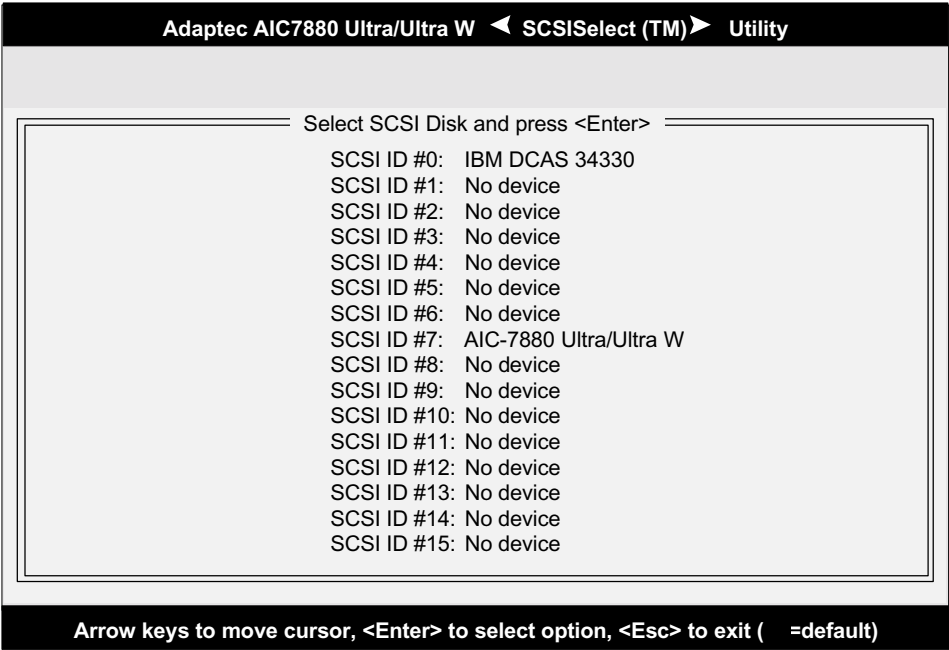 Adaptec AIC7880 Ultra/Ultra W ◄ SCSISelect (TM)► Utility
Select SCSI Disk and press <Enter>
SCSI ID #0: IBM DCAS 34330
SCSI ID #1: No device
SCSI ID #2: No device
SCSI ID #3: No device
SCSI ID #4: No device
SCSI ID #5: No device
SCSI ID #6: No device
SCSI ID #7: AIC-7880 Ultra/Ultra W
SCSI ID #8: No device
SCSI ID #9: No device
SCSI ID #10: No device
SCSI ID #11: No device
SCSI ID #12: No device
SCSI ID #13: No device
SCSI ID #14: No device
SCSI ID #15: No device
Arrow keys to move cursor, <Enter> to select option, <Esc> to exit ( =default)